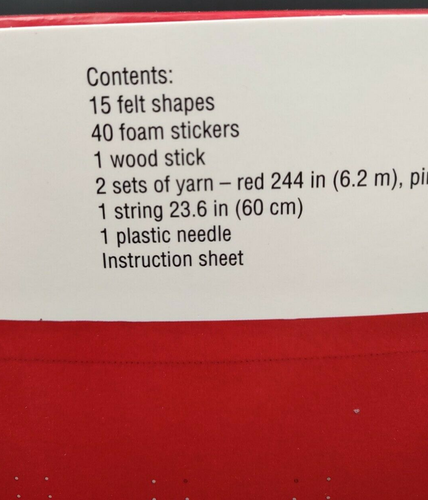 Contents:
15 felt shapes
40 foam stickers
1 wood stick
2 sets of yarn – red 244 in (6.2 m),
1 string 23.6 in (60 cm)
1 plastic needle
Instruction sheet